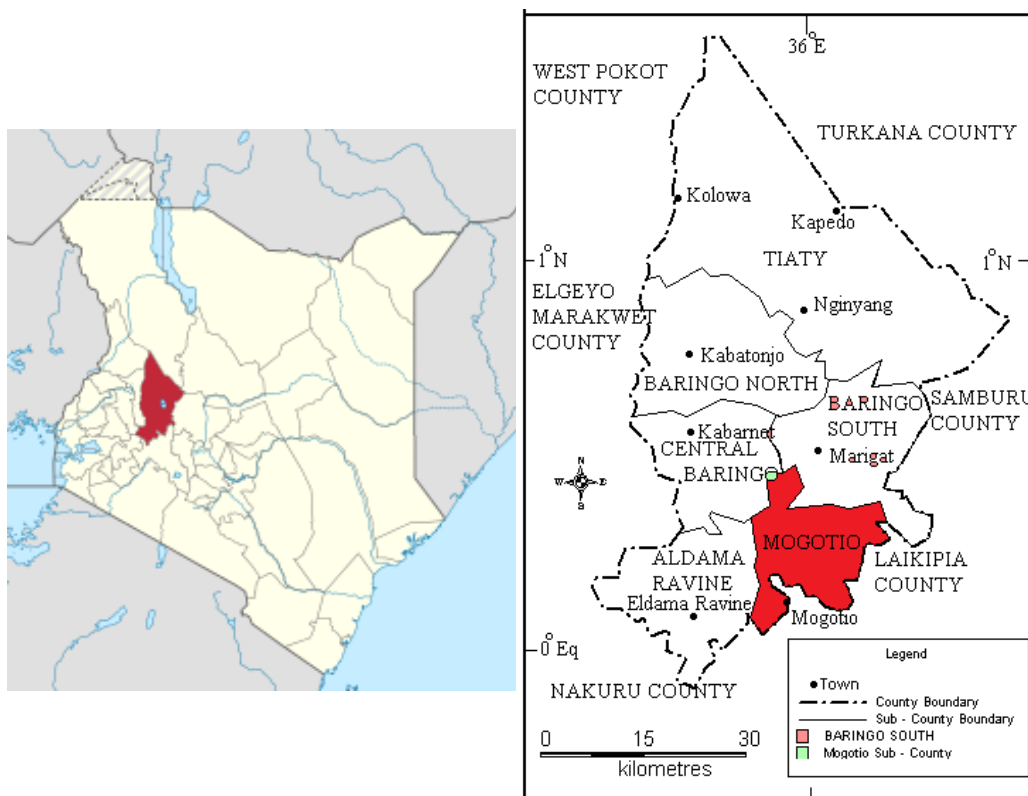 36°E
WEST POKOT
COUNTY
TURKANA COUNTY
Kolowa
Kapedo
TIATY
1°N
1°N
ELGEYO
MARAKWET
COUNTY
Nginyang
Kabatonjo
BARINGO NORTH
BARINGO
SOUTH
SAMBURU
COUNTY
Kabarnet
CENTRAL
BARINGO
Marigat
N
W
E
S
MOGOTIO
ALDAMA
RAVINE
LAIKIPIA
COUNTY
Eldama Ravine
Mogotio
0°Eq
NAKURU COUNTY
Legend
Town
County Boundary
Sub - County Boundary
BARINGO SOUTH
Mogotio Sub - County
0 15 30
kilometres